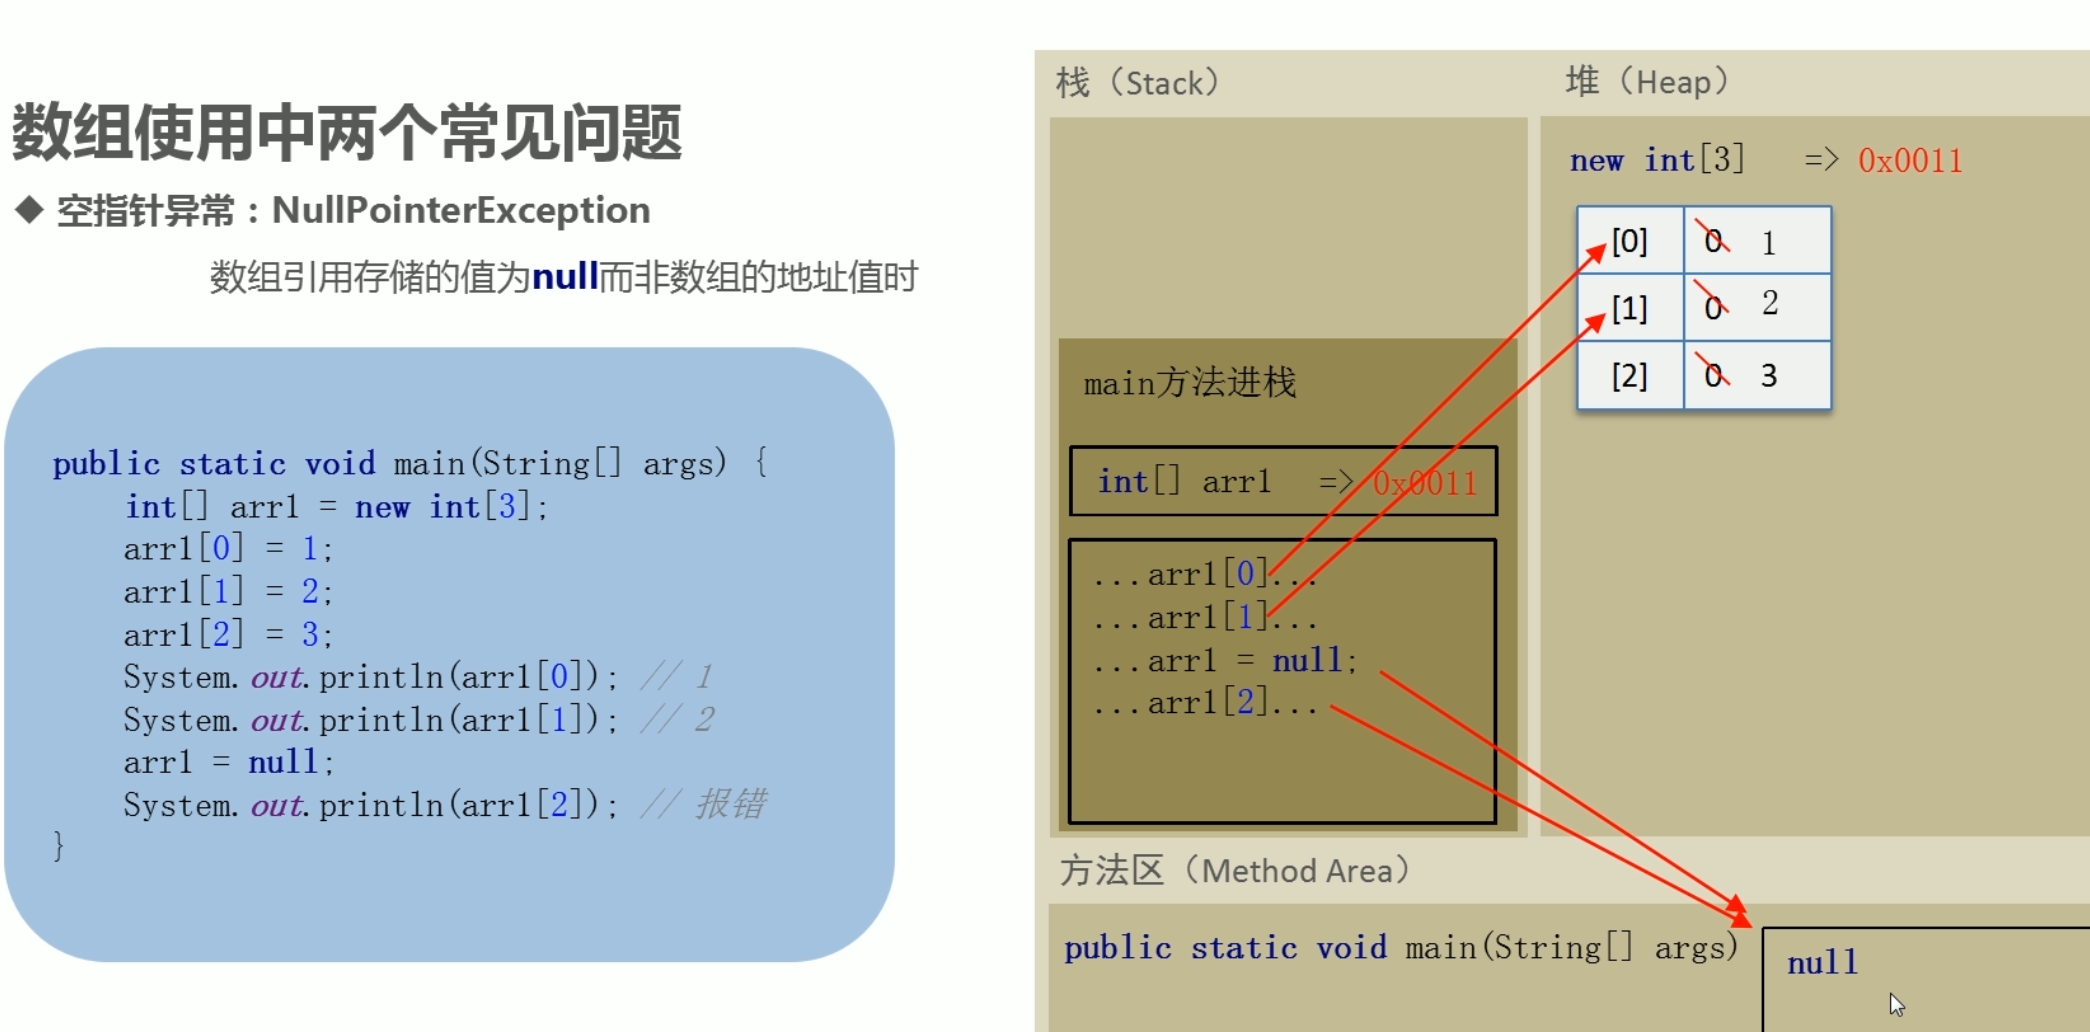 数组使用中两个常见问题
◆ 空指针异常：NullPointerException
数组引用存储的值为null而非数组的地址值时
public static void main(String[] args) {
int[] arr1 = new int[3];
arr1[0] = 1;
arr1[1] = 2;
arr1[2] = 3;
System.out.println(arr1[0]); // 1
System.out.println(arr1[1]); // 2
arr1 = null;
System.out.println(arr1[2]); // 报错
}
栈（Stack）
main方法进栈
int[] arr1 => 0x0011
...arr1[0]...
...arr1[1]...
...arr1 = null;
...arr1[2]...
堆（Heap）
new int[3] => 0x0011
[0] 0 1
[1] 0 2
[2] 0 3
方法区（Method Area）
public static void main(String[] args)
null